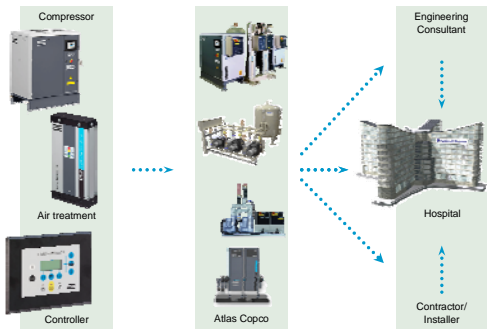 Compressor
Air treatment
Controller
Atlas Copco
Engineering
Consultant
Hospital
Contractor/
Installer